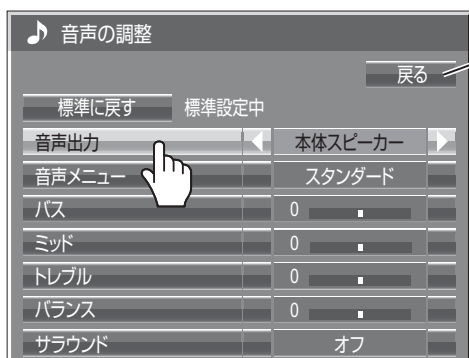 音声の調整
戻る
標準に戻す 標準設定中
音声出力 本体スピーカー
音声メニュー スタンダード
バス 0
ミッド 0
トレブル 0
バランス 0
サラウンド オフ